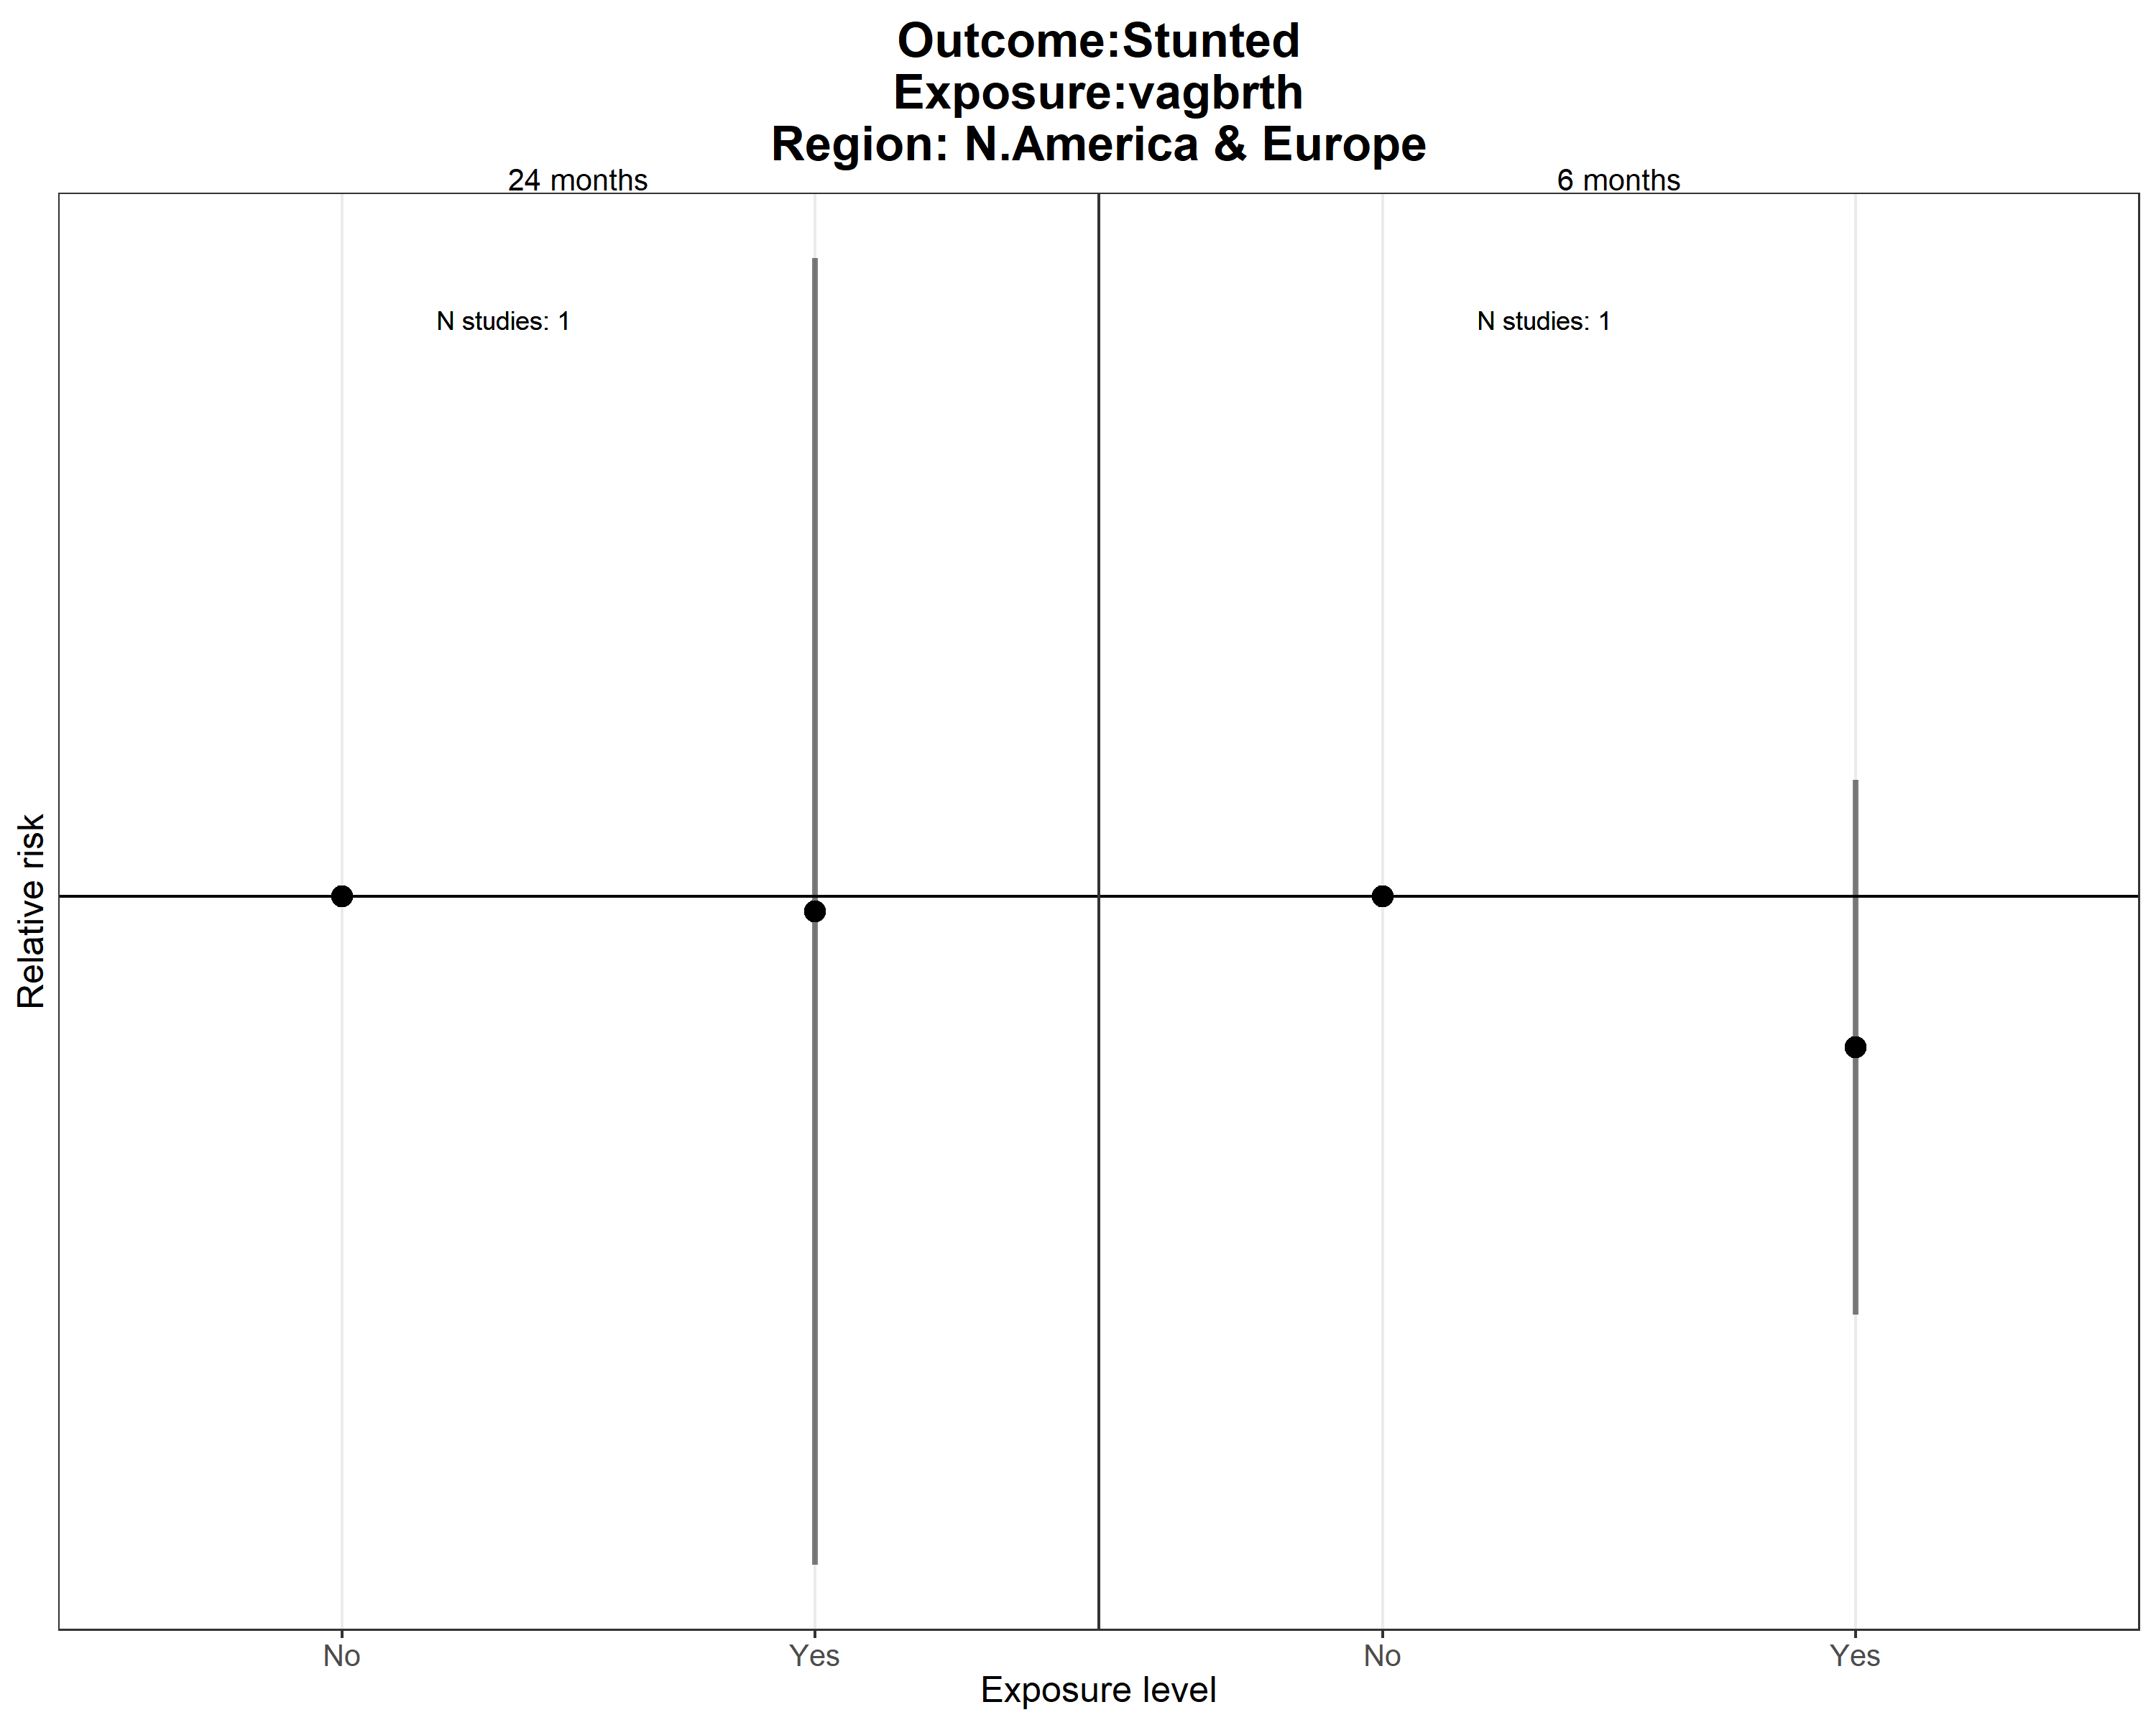 Outcome:Stunted
Exposure:vagbrth
Region: N.America & Europe
24 months
6 months
N studies: 1
N studies: 1
Relative risk
No
Yes
No
Yes
Exposure level